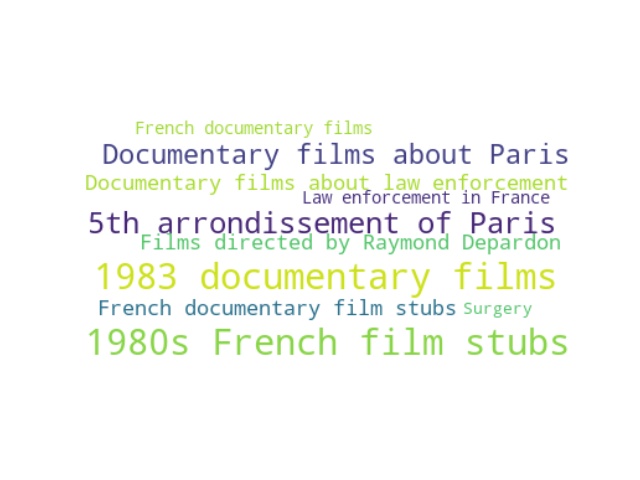 French documentary films
Documentary films about Paris
Documentary films about law enforcement
Law enforcement in France
5th arrondissement of Paris
Films directed by Raymond Depardon
1983 documentary films
French documentary film stubs Surgery
1980s French film stubs